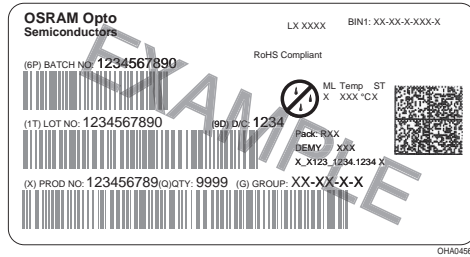 OSRAM Opto
Semiconductors
LX XXXX
BIN1: XX-XX-X-XXX-X
RoHS Compliant
(6P) BATCH NO: 1234567890
ML Temp ST
X XXX °C X
(1T) LOT NO: 1234567890
(9D) D/C: 1234
Pack: RXX
DEMY XXX
X_X123_1234.1234 X
(X) PROD NO: 123456789(Q)QTY: 9999 (G) GROUP: XX-XX-X-X
EXAMPLE
OHA0456